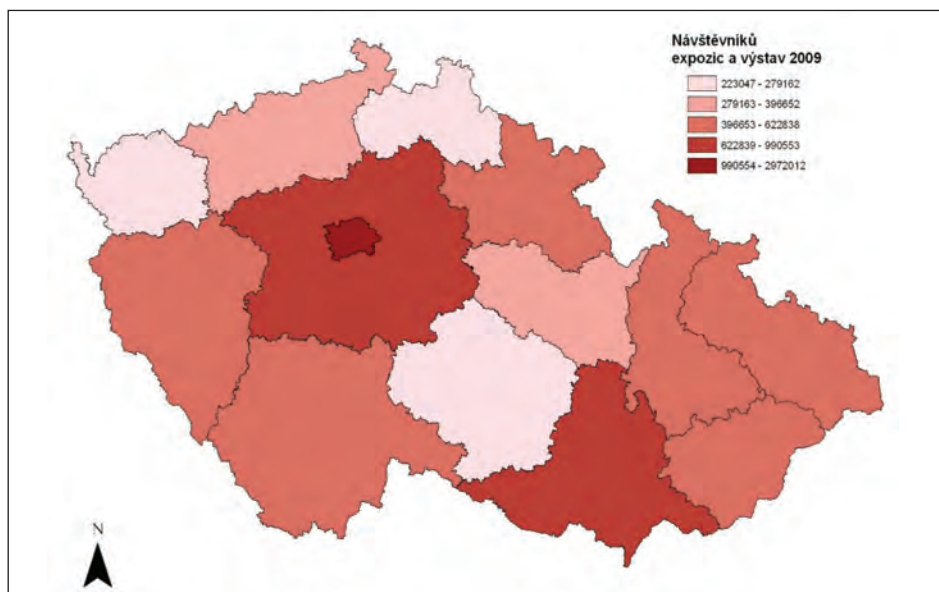 Návštěvníků
expozic a výstav 2009
223047 - 279162
279163 - 396652
396653 - 622838
622839 - 990553
990554 - 2972012
N